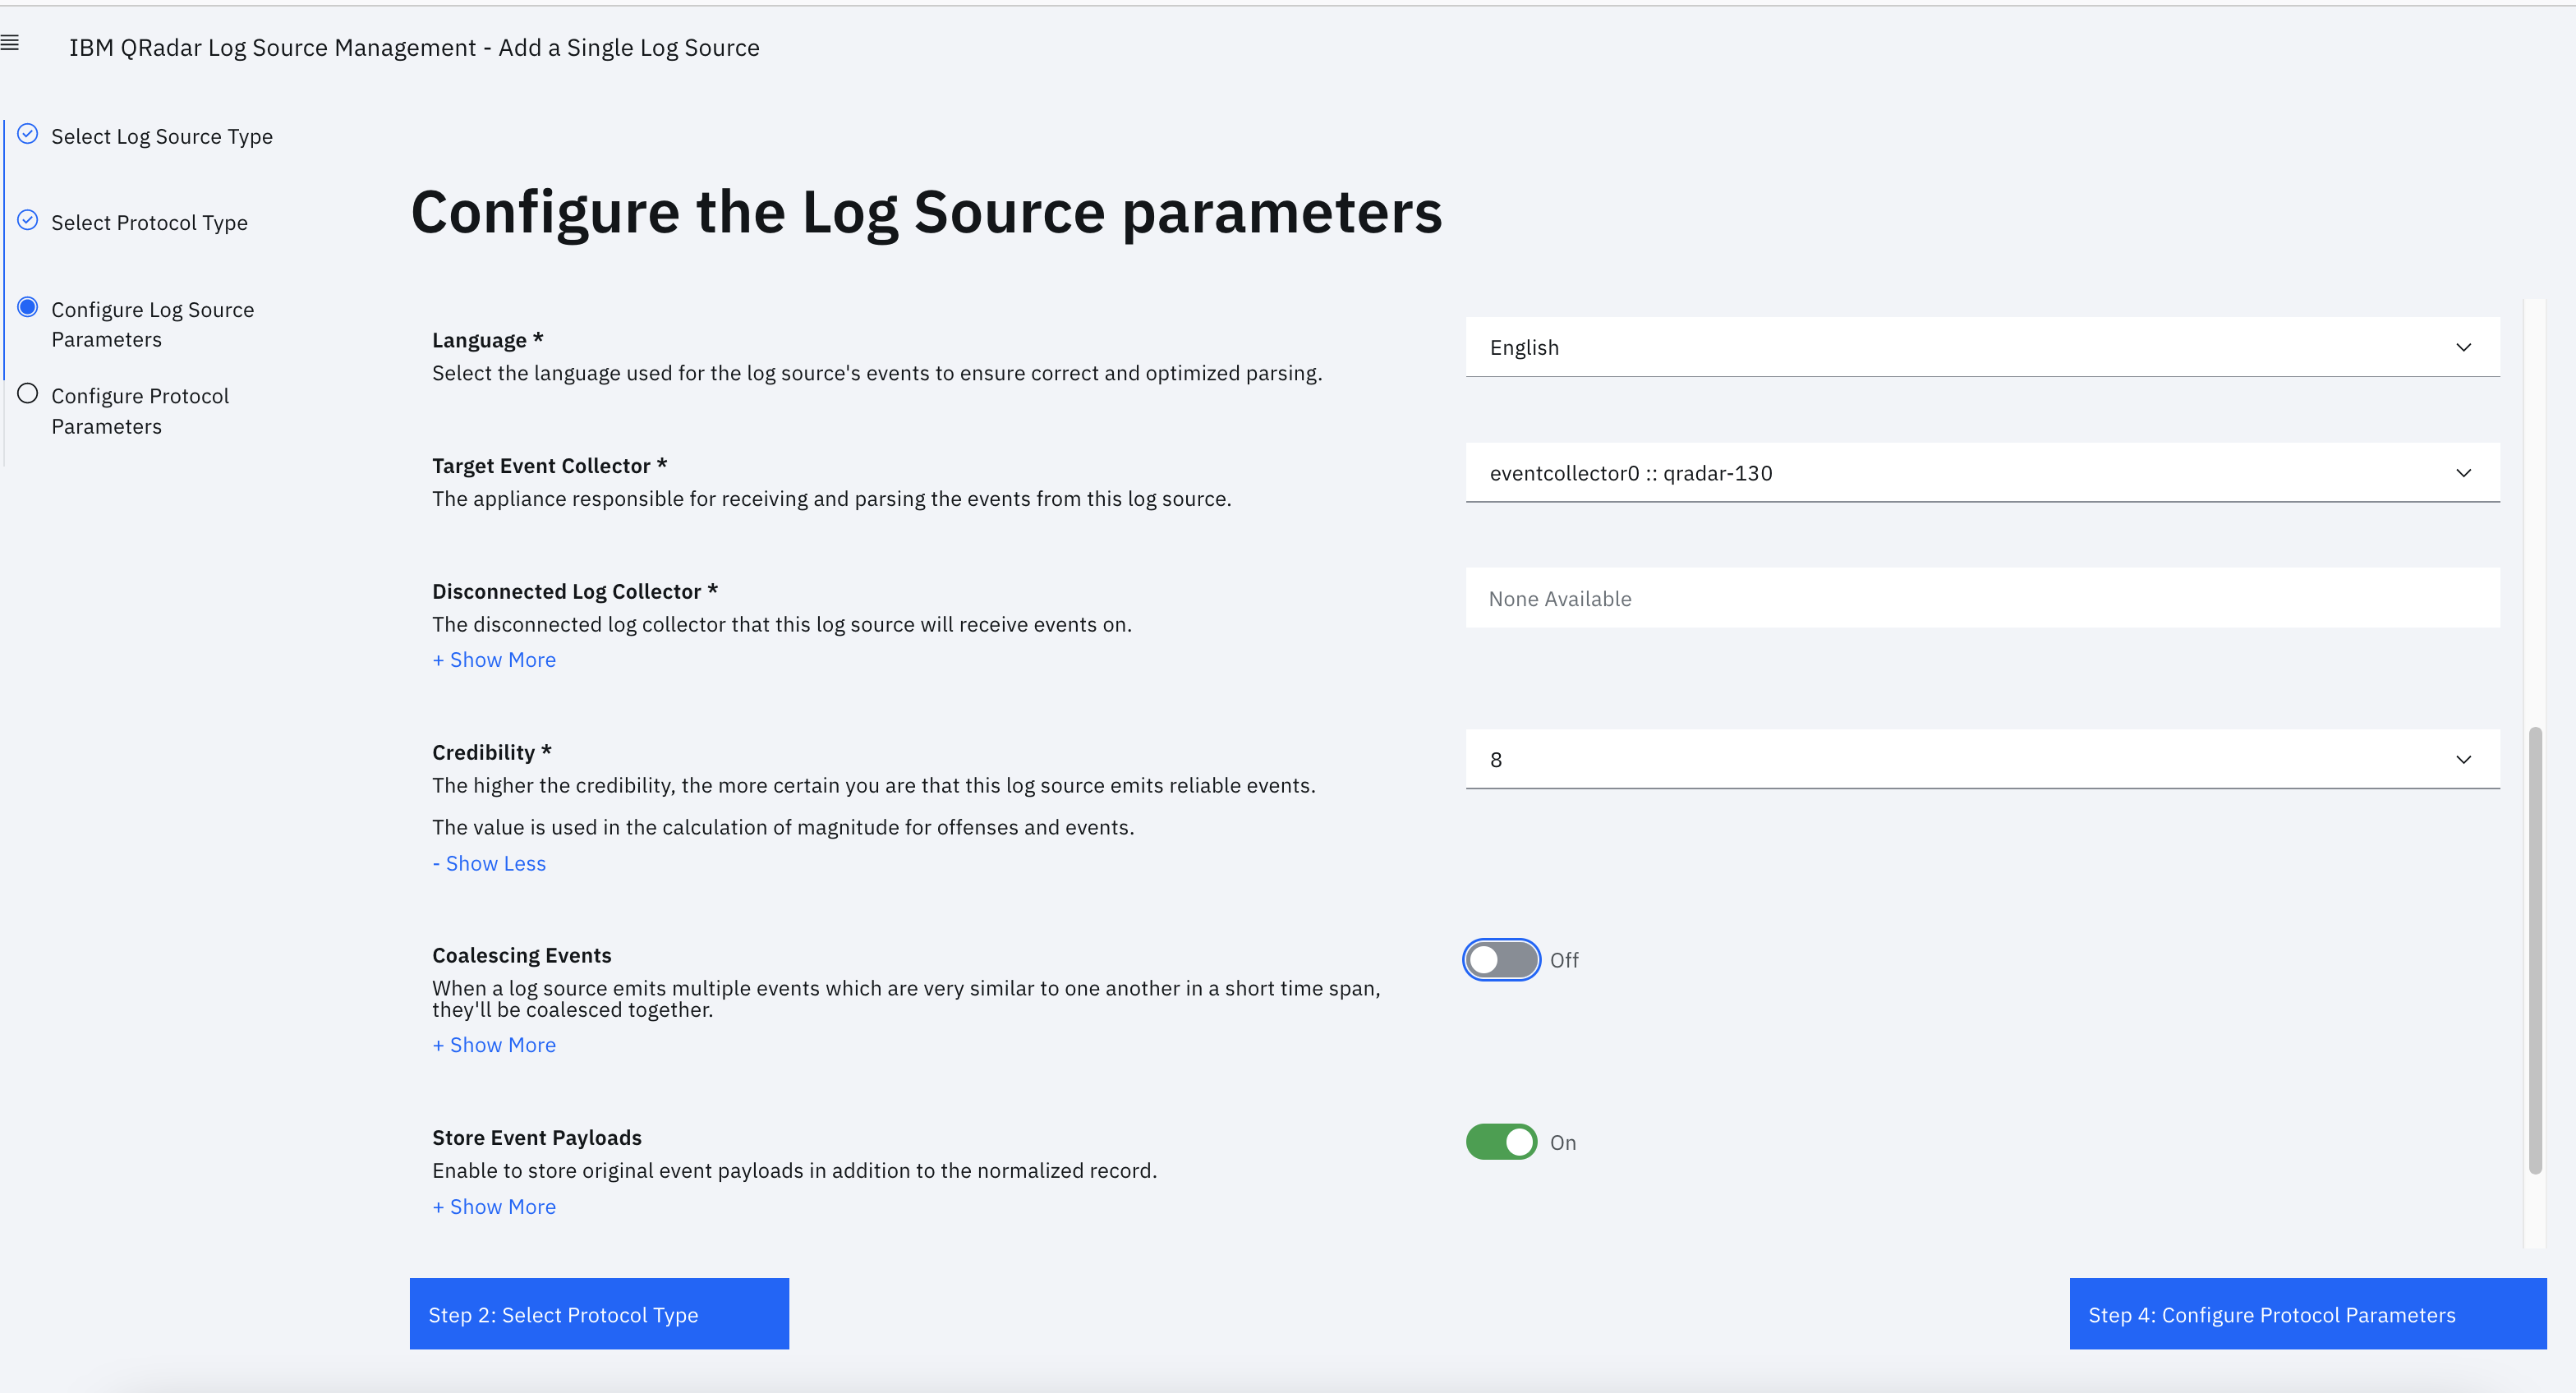 IBM QRadar Log Source Management - Add a Single Log Source
Select Log Source Type
Select Protocol Type
Configure Log Source
Parameters
Configure Protocol
Parameters
Configure the Log Source parameters
Language *
Select the language used for the log source's events to ensure correct and optimized parsing.
English
Target Event Collector *
The appliance responsible for receiving and parsing the events from this log source.
eventcollector0 :: qradar-130
Disconnected Log Collector *
The disconnected log collector that this log source will receive events on.
+ Show More
None Available
Credibility *
The higher the credibility, the more certain you are that this log source emits reliable events.
The value is used in the calculation of magnitude for offenses and events.
- Show Less
8
Coalescing Events
When a log source emits multiple events which are very similar to one another in a short time span,
they'll be coalesced together.
+ Show More
Off
Store Event Payloads
Enable to store original event payloads in addition to the normalized record.
+ Show More
On
Step 2: Select Protocol Type
Step 4: Configure Protocol Parameters